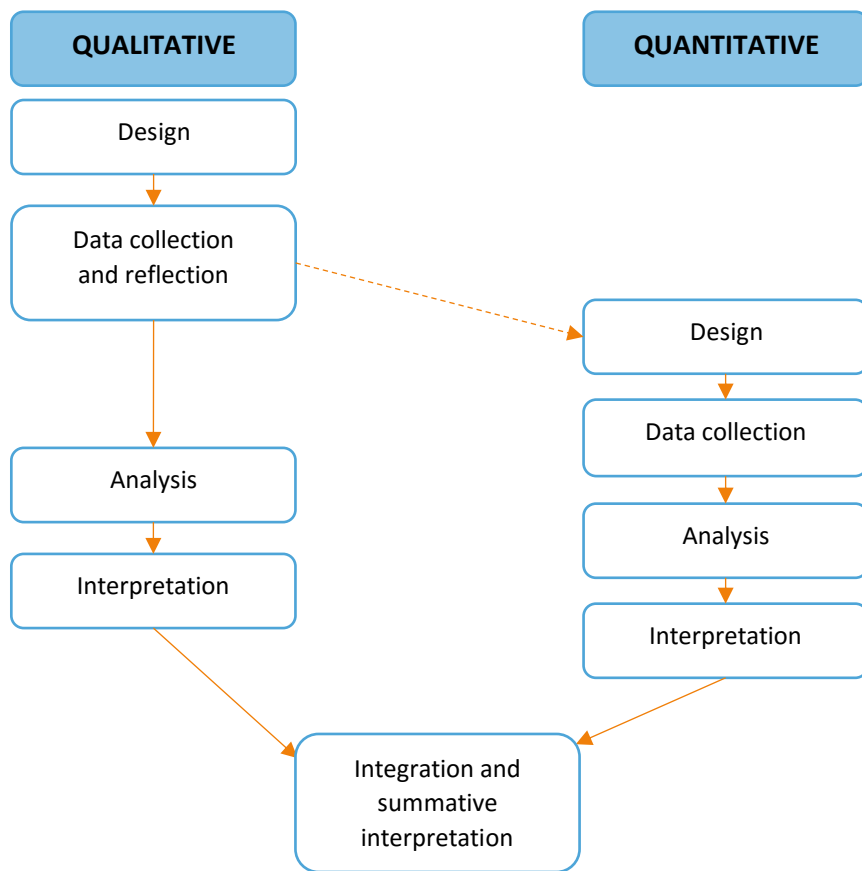 QUALITATIVE
Design
Data collection
and reflection
Analysis
Interpretation
QUANTITATIVE
Design
Data collection
Analysis
Interpretation
Integration and
summative
interpretation